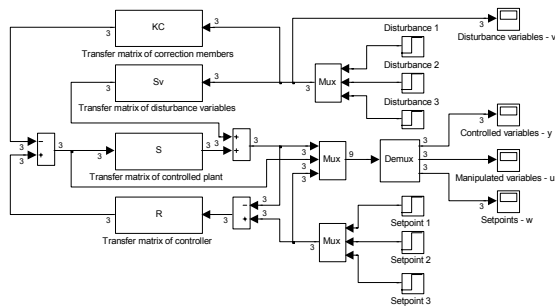 KC
3
3
Transfer matrix of correction members
Disturbance 1
3
Disturbance variables - v
Sv
3
3
Transfer matrix of disturbance variables
3
Mux
Disturbance 2
Disturbance 3
3
3
3
S
3
3
Transfer matrix of controlled plant
3
3
3
3
Mux
9
Demux
3
Controlled variables - y
3
3
Manipulated variables - u
3
3
Setpoints - w
3
R
3
Transfer matrix of controller
3
3
3
Mux
Setpoint 1
Setpoint 2
Setpoint 3